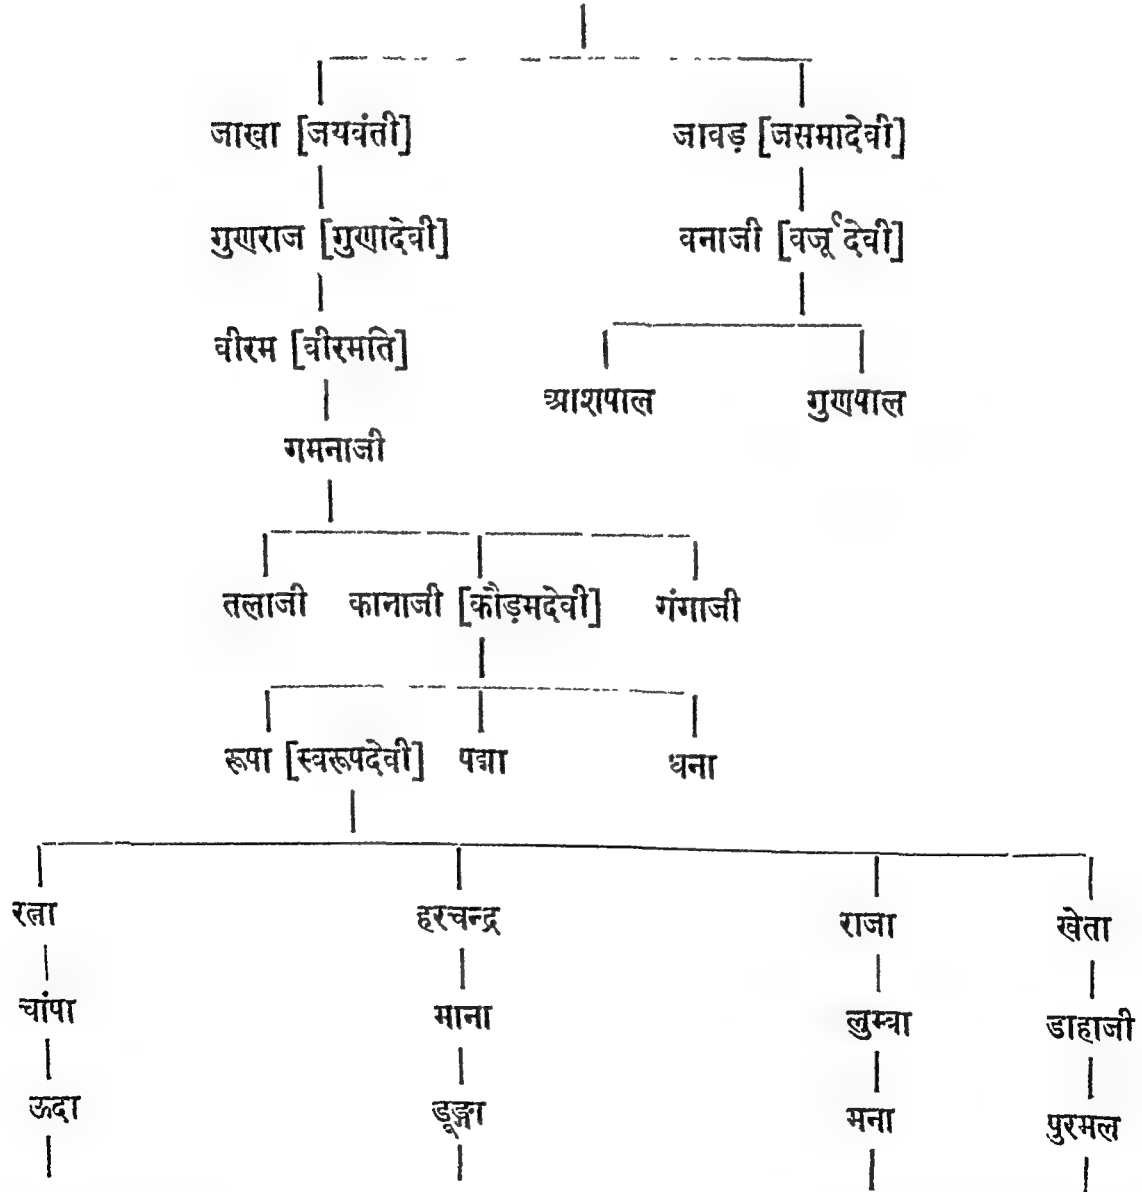 जाखा [जयवंती] जावड़ [जसमादेवी]
गुणराज [गुणादेवी] वनाजी [वजूदेवी]
वीरम [वीरमति]
आशपाल गुणपाल
गमनाजी
तलाजी कानाजी [कौड़मदेवी] गंगाजी
रूपा [स्वरूपदेवी] पद्मा धना
रत्ना हरचन्द्र राजा खेता
चांपा माना लुम्बा डाहाजी
ऊदा डूङ्गा मना पुरमल